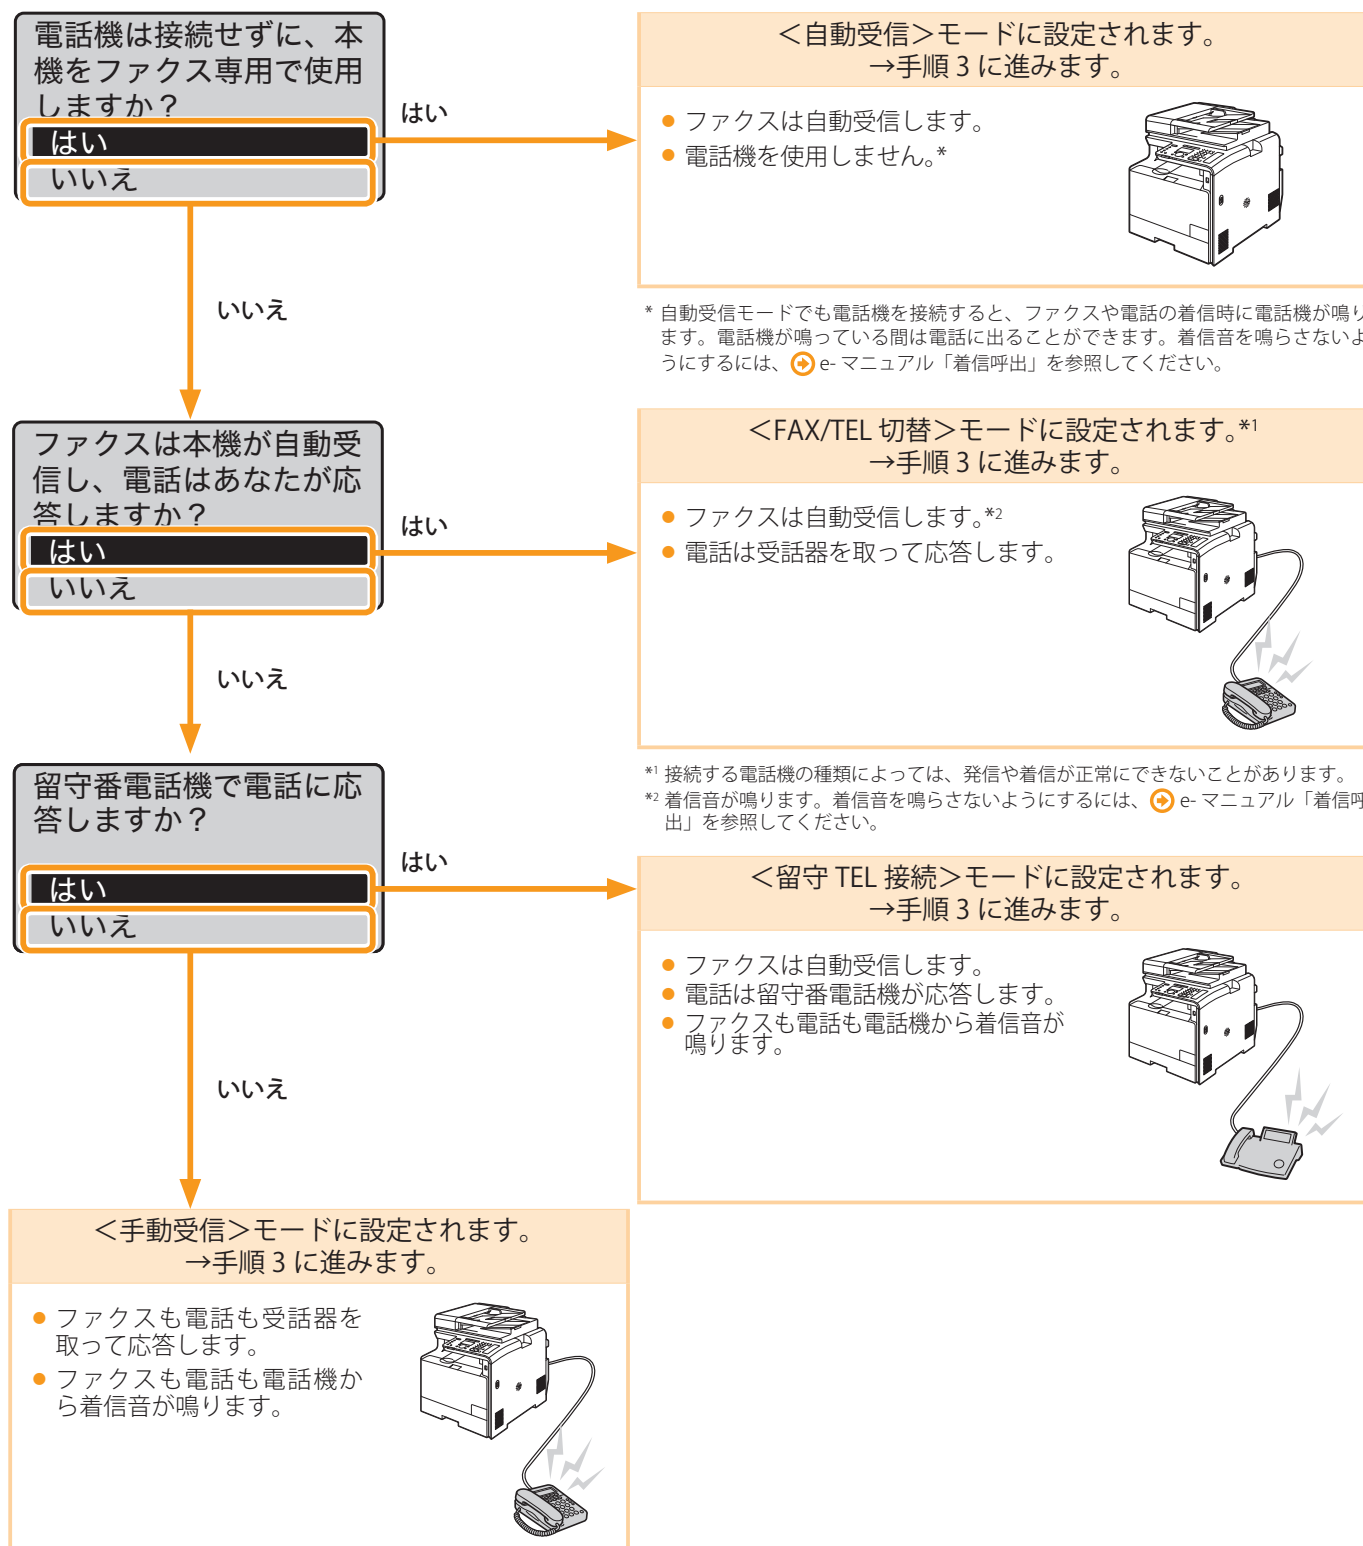 電話機は接続せずに、本
機をファクス専用で使用
しますか？
はい
いいえ
はい
＜自動受信＞モードに設定されます。
→手順 3 に進みます。
● ファクスは自動受信します。
● 電話機を使用しません。*
いいえ
* 自動受信モードでも電話機を接続すると、ファクスや電話の着信時に電話機が鳴り
ます。電話機が鳴っている間は電話に出ることができます。着信音を鳴らさないよ
うにするには、 e- マニュアル「着信呼出」を参照してください。
ファクスは本機が自動受
信し、電話はあなたが応
答しますか？
はい
いいえ
はい
＜FAX/TEL 切替＞モードに設定されます。*1
→手順 3 に進みます。
● ファクスは自動受信します。*2
● 電話は受話器を取って応答します。
いいえ
*1 接続する電話機の種類によっては、発信や着信が正常にできないことがあります。
*2 着信音が鳴ります。着信音を鳴らさないようにするには、 e- マニュアル「着信呼
出」を参照してください。
留守番電話機で電話に応
答しますか？
はい
いいえ
はい
＜留守 TEL 接続＞モードに設定されます。
→手順 3 に進みます。
● ファクスは自動受信します。
● 電話は留守番電話機が応答します。
● ファクスも電話も電話機から着信音が
鳴ります。
いいえ
＜手動受信＞モードに設定されます。
→手順 3 に進みます。
● ファクスも電話も受話器を
取って応答します。
● ファクスも電話も電話機か
ら着信音が鳴ります。